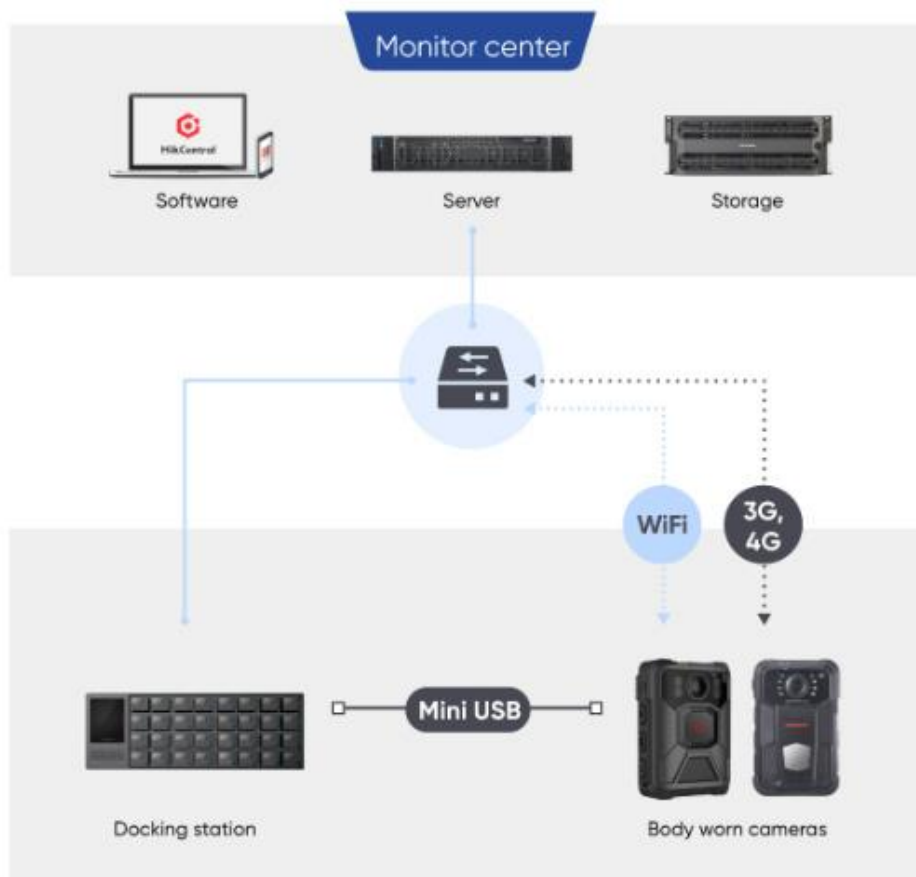 Monitor center
HikCentral
Software
Server
Storage
WiFi
3G,
4G
Mini USB
Docking station
Body worn cameras